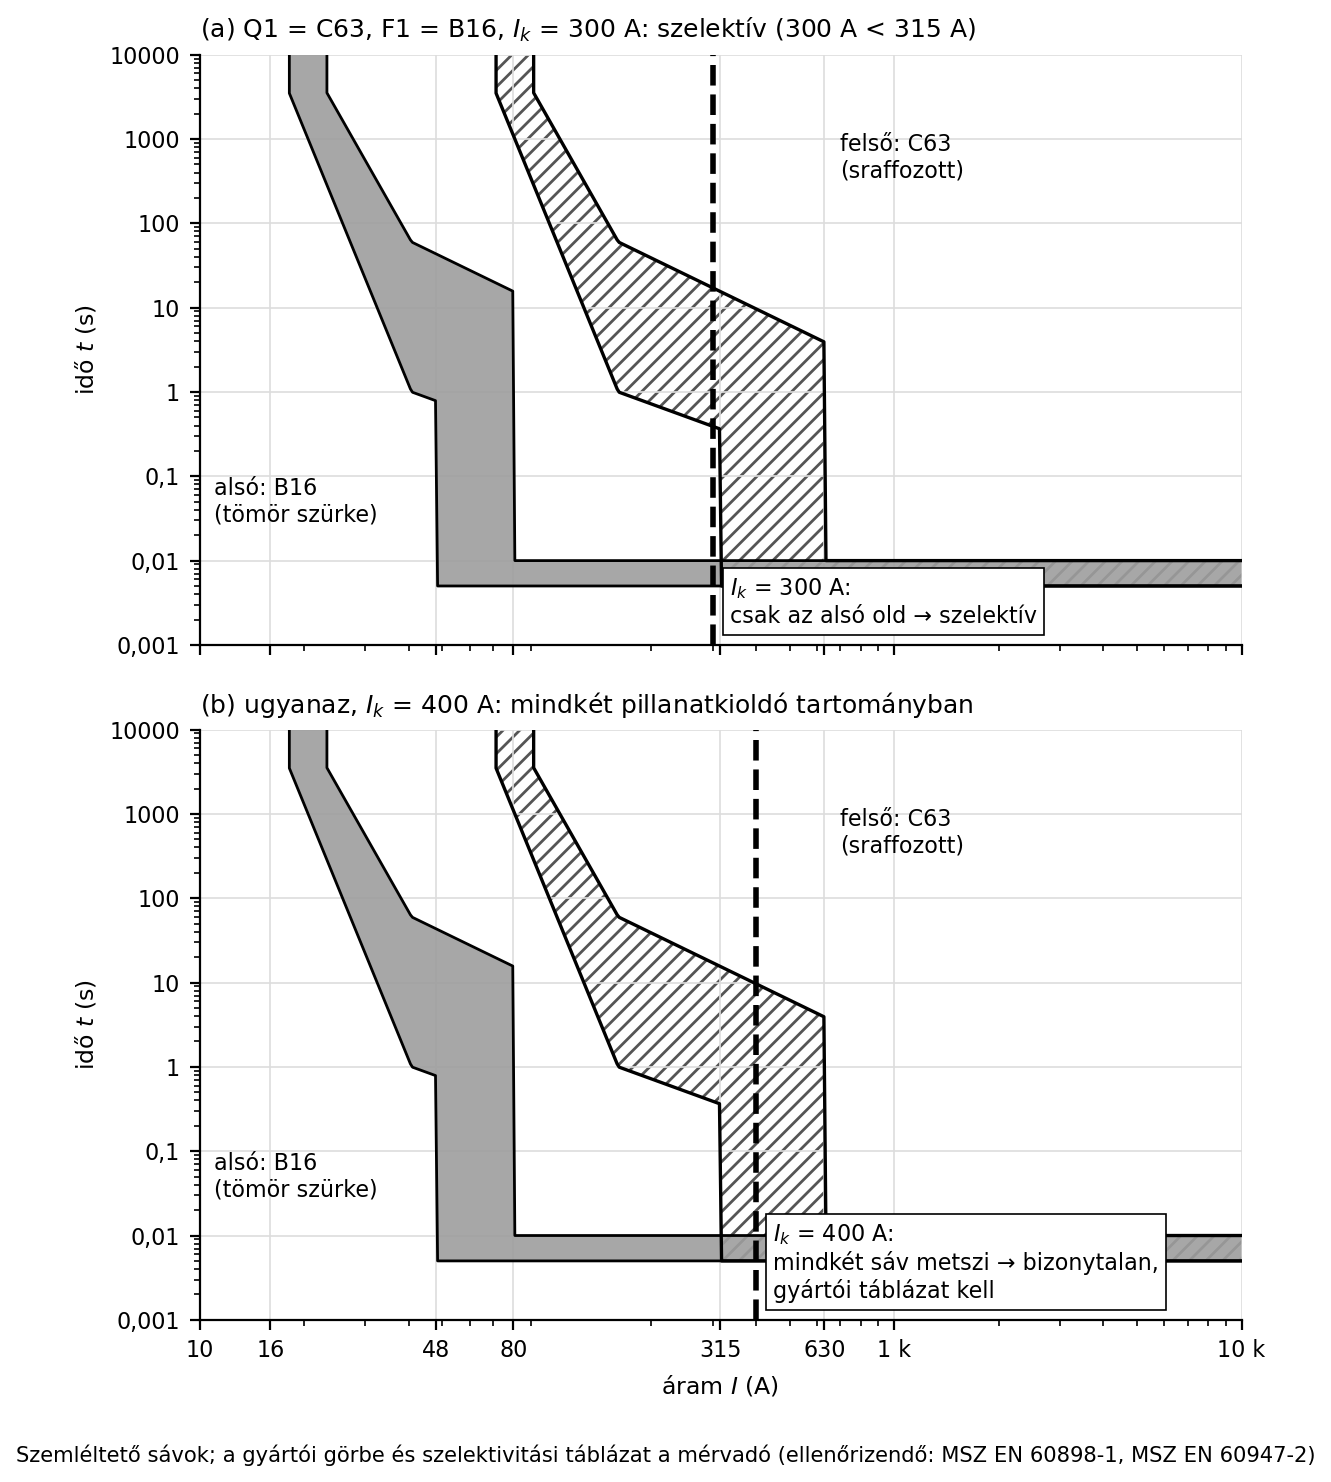 (a) Q1 = C63, F1 = B16, Ik = 300 A: szelektív (300 A < 315 A)
10000
1000
100
10
1
0,1
0,01
0,001
idő t (s)
felső: C63
(sraffozott)
alsó: B16
(tömör szürke)
Ik = 300 A:
csak az alsó old → szelektív
(b) ugyanaz, Ik = 400 A: mindkét pillanatkioldó tartományban
10000
1000
100
10
1
0,1
0,01
0,001
idő t (s)
felső: C63
(sraffozott)
alsó: B16
(tömör szürke)
Ik = 400 A:
mindkét sáv metszi → bizonytalan,
gyártói táblázat kell
10 16 48 80 315 630 1 k 10 k
áram I (A)
Szemléltető sávok; a gyártói görbe és szelektivitási táblázat a mérvadó (ellenőrizendő: MSZ EN 60898-1, MSZ EN 60947-2)